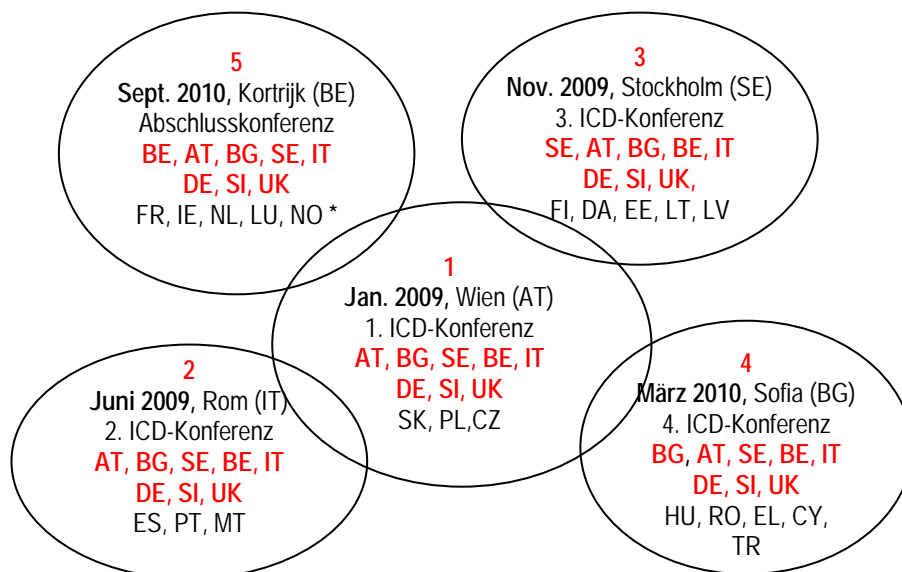 5
Sept. 2010, Kortrijk (BE)
Abschlusskonferenz
BE, AT, BG, SE, IT
DE, SI, UK
FR, IE, NL, LU, NO *
3
Nov. 2009, Stockholm (SE)
3. ICD-Konferenz
SE, AT, BG, BE, IT
DE, SI, UK,
FI, DA, EE, LT, LV
1
Jan. 2009, Wien (AT)
1. ICD-Konferenz
AT, BG, SE, BE, IT
DE, SI, UK
SK, PL,CZ
2
Juni 2009, Rom (IT)
2. ICD-Konferenz
AT, BG, SE, BE, IT
DE, SI, UK
ES, PT, MT
4
März 2010, Sofia (BG)
4. ICD-Konferenz
BG, AT, SE, BE, IT
DE, SI, UK
HU, RO, EL, CY,
TR